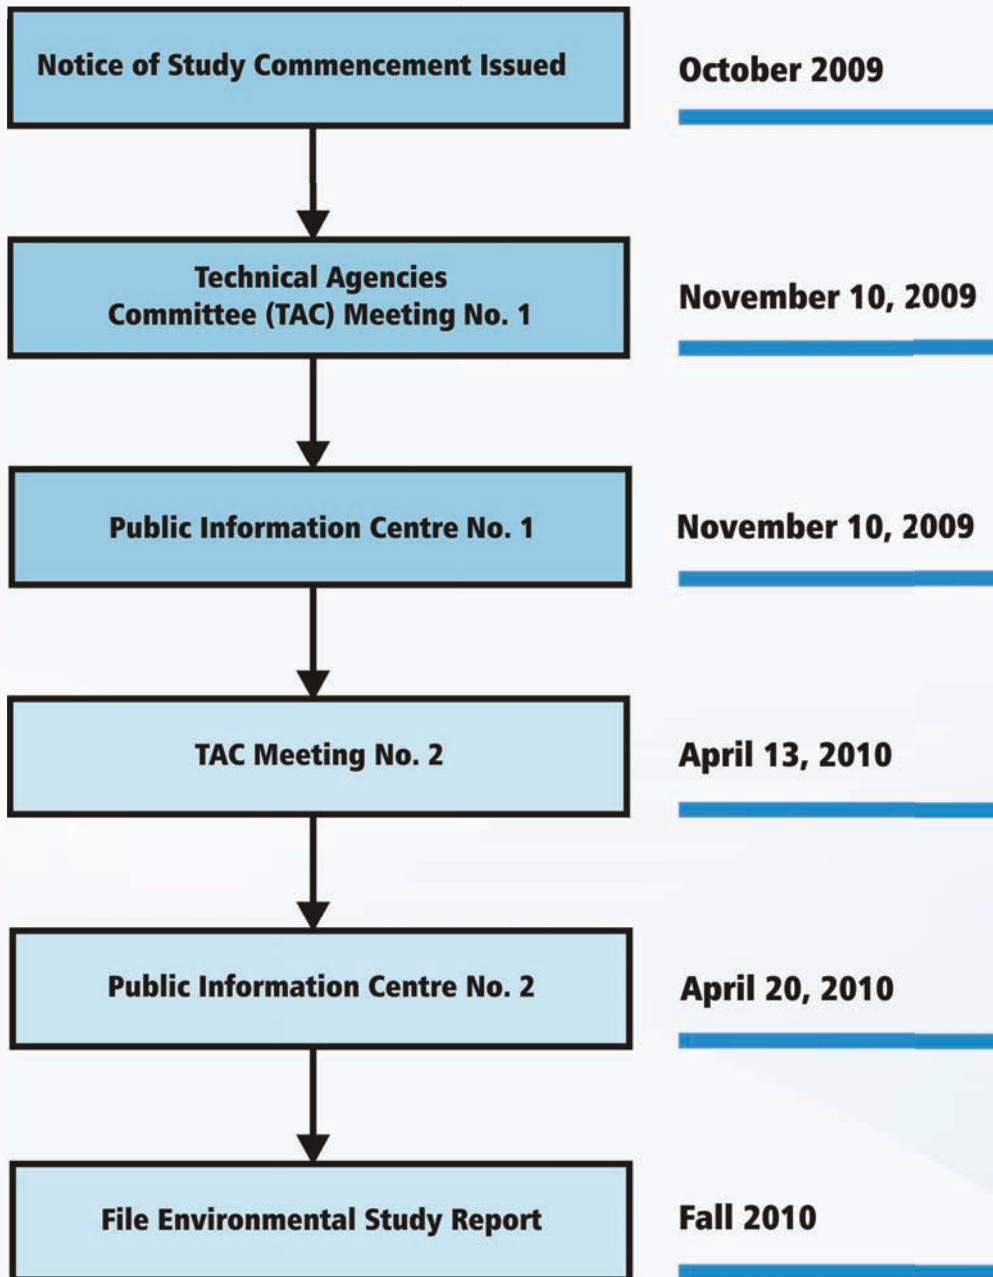 Notice of Study Commencement Issued
October 2009
Technical Agencies
Committee (TAC) Meeting No. 1
November 10, 2009
Public Information Centre No. 1
November 10, 2009
TAC Meeting No. 2
April 13, 2010
Public Information Centre No. 2
April 20, 2010
File Environmental Study Report
Fall 2010